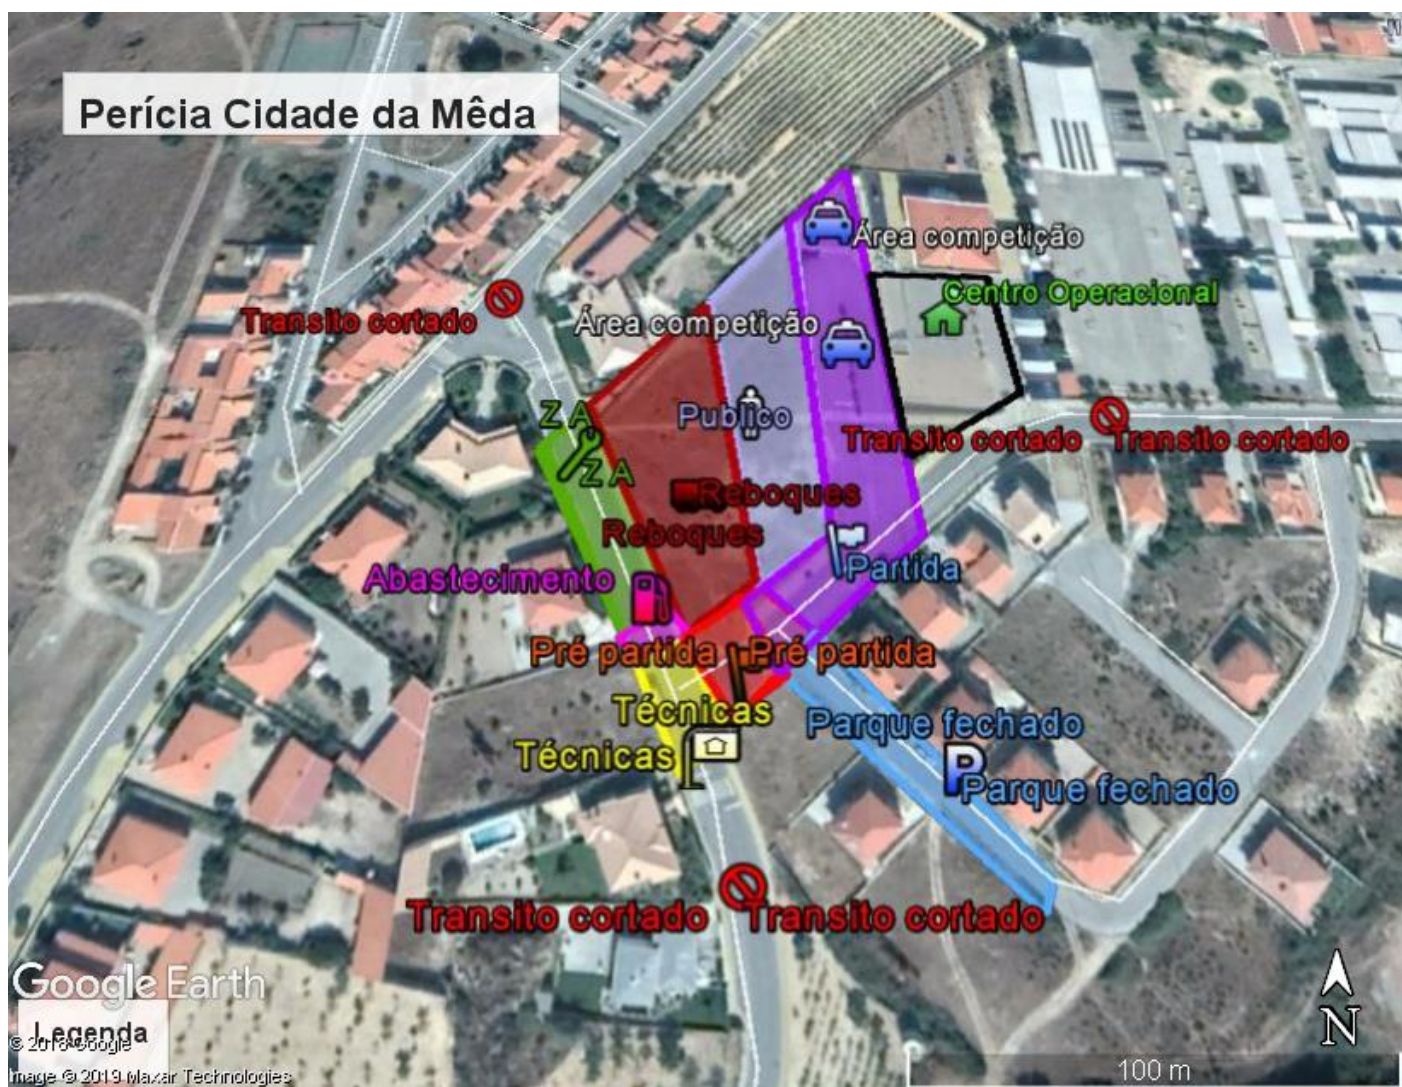 Perícia Cidade da Mêda
Área competição
Centro Operacional
Transito cortado
Área competição
Z A
Publico
Transito cortado
Transito cortado
Z A
Reboques
Reboques
Abastecimento
Partida
Pré partida
Pré partida
Técnicas
Parque fechado
Técnicas
P
Parque fechado
Transito cortado
Transito cortado
Google Earth
Legenda
© 2018 Google
Image © 2019 Maxar Technologies
N
100 m